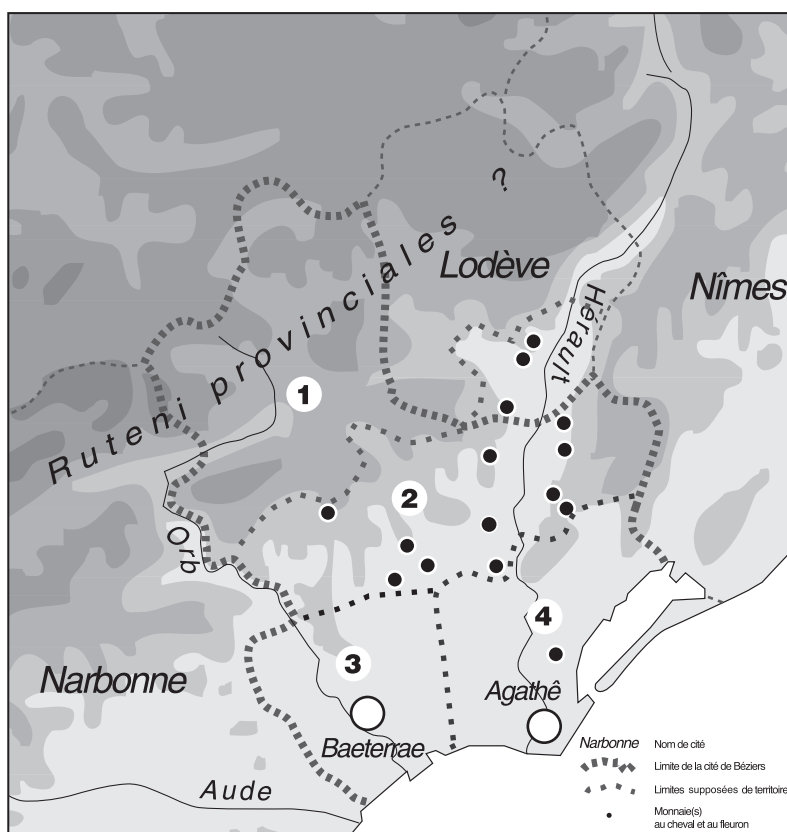 Ruteni provinciales ?
Lodève
Nîmes
Hérault
1
2
Orb
4
3
Narbonne
Agathê
Baeterrae
Aude
Narbonne Nom de cité
Limite de la cité de Béziers
Limites supposées de territoire
Monnaie(s)
au cheval et au fleuron